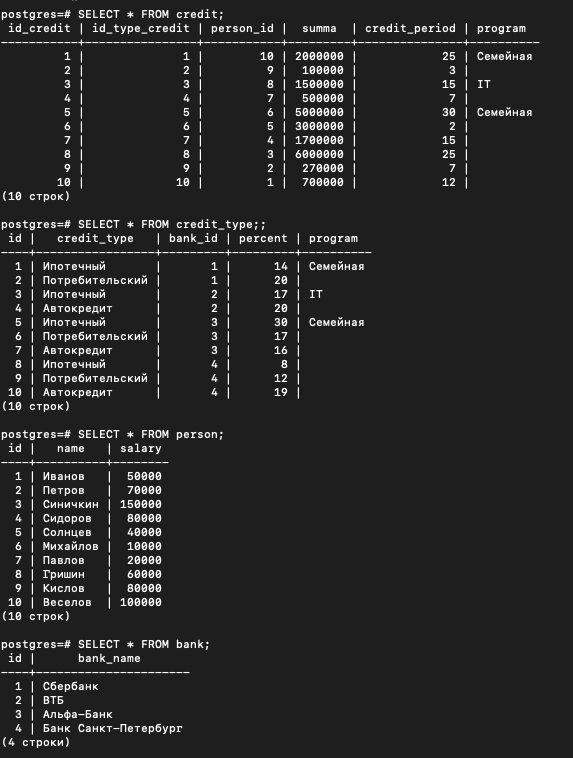 postgres=# SELECT * FROM credit;
 id_credit | id_type_credit | person_id |  summa  | credit_period | program
-----------+----------------+-----------+---------+---------------+----------
         1 |              1 |        10 | 2000000 |            25 | Семейная
         2 |              2 |         9 |  100000 |             3 |
         3 |              3 |         8 | 1500000 |            15 | IT
         4 |              4 |         7 |  500000 |             7 |
         5 |              5 |         6 | 5000000 |            30 | Семейная
         6 |              6 |         5 | 3000000 |             2 |
         7 |              7 |         4 | 1700000 |            15 |
         8 |              8 |         3 | 6000000 |            25 |
         9 |              9 |         2 |  270000 |             7 |
        10 |             10 |         1 |  700000 |            12 |
(10 строк)
postgres=# SELECT * FROM credit_type;;
 id |   credit_type   | bank_id | percent | program
----+-----------------+---------+---------+----------
  1 | Ипотечный       |       1 |      14 | Семейная
  2 | Потребительский |       1 |      20 |
  3 | Ипотечный       |       2 |      17 | IT
  4 | Автокредит      |       2 |      20 |
  5 | Ипотечный       |       3 |      30 | Семейная
  6 | Потребительский |       3 |      17 |
  7 | Автокредит      |       3 |      16 |
  8 | Ипотечный       |       4 |       8 |
  9 | Потребительский |       4 |      12 |
 10 | Автокредит      |       4 |      19 |
(10 строк)
postgres=# SELECT * FROM person;
 id |   name   | salary
----+----------+--------
  1 | Иванов   |  50000
  2 | Петров   |  70000
  3 | Синичкин | 150000
  4 | Сидоров  |  80000
  5 | Солнцев  |  40000
  6 | Михайлов |  10000
  7 | Павлов   |  20000
  8 | Гришин   |  60000
  9 | Кислов   |  80000
 10 | Веселов  | 100000
(10 строк)
postgres=# SELECT * FROM bank;
 id |      bank_name
----+----------------------
  1 | Сбербанк
  2 | ВТБ
  3 | Альфа-Банк
  4 | Банк Санкт-Петербург
(4 строки)